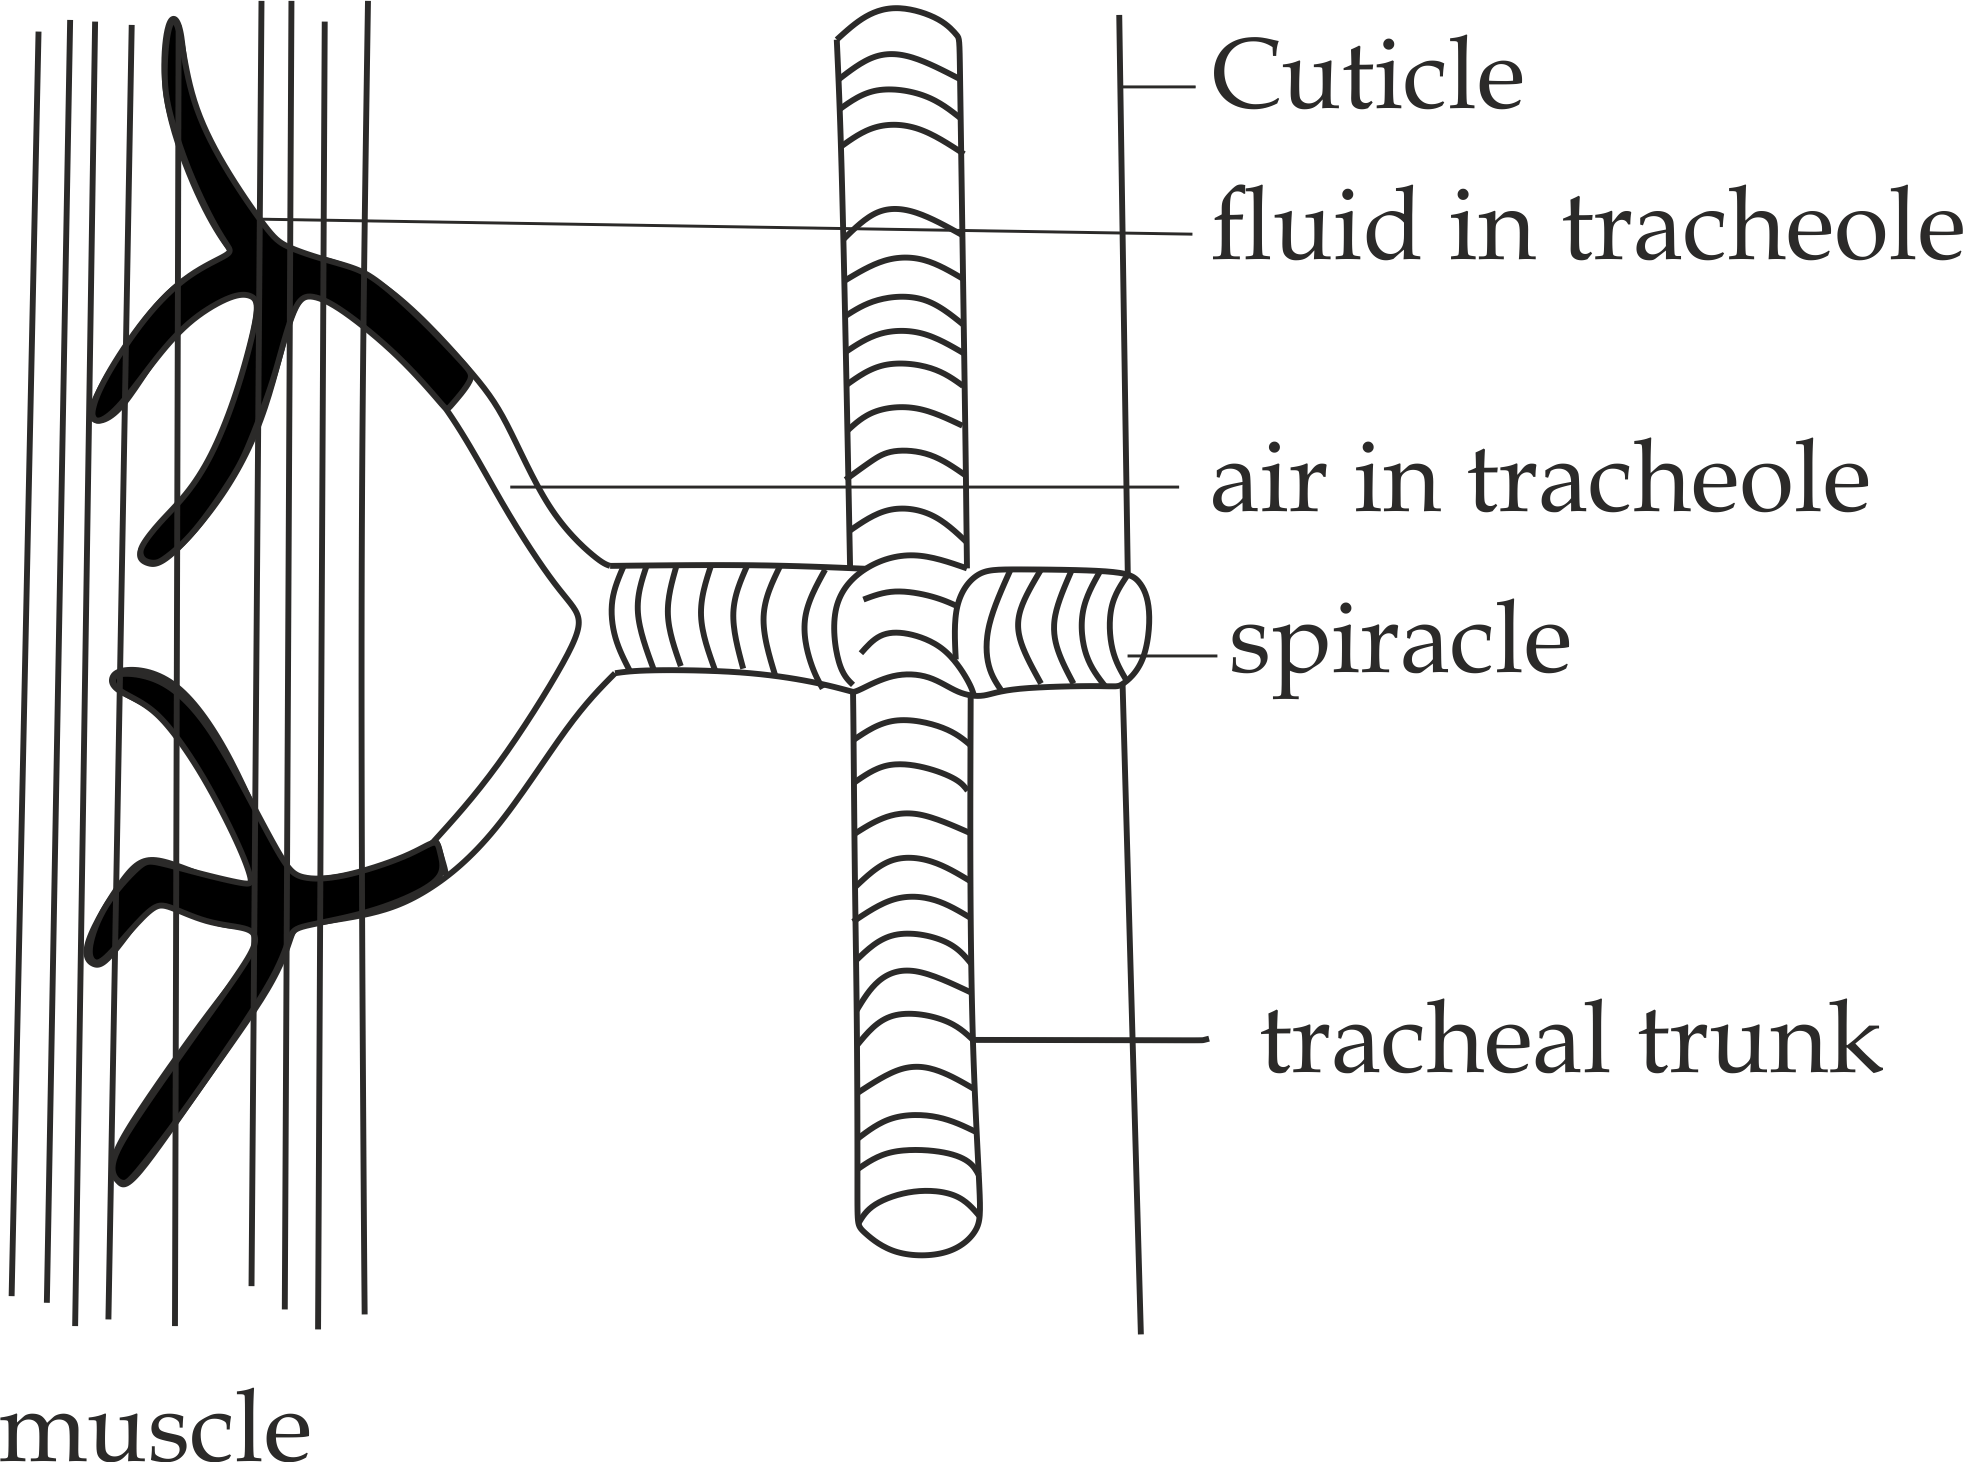 Cuticle
fluid in tracheole
air in tracheole
spiracle
tracheal trunk
muscle